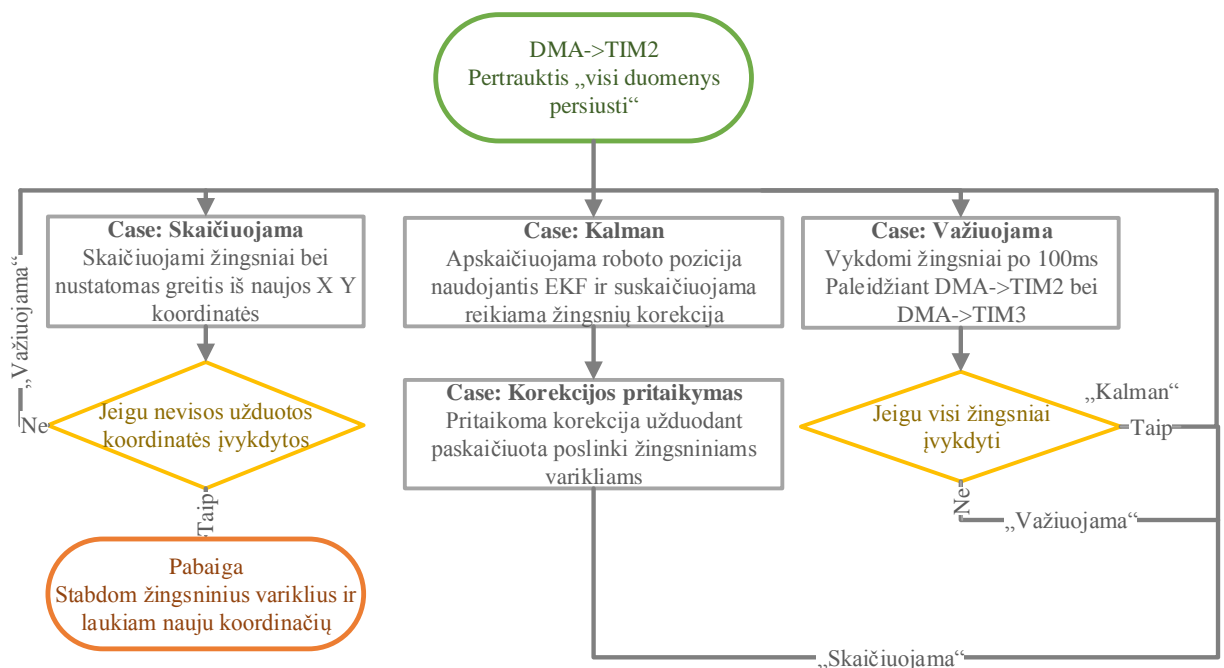 DMA->TIM2
Pertrauktis „visi duomenys
persiusti“
Case: Skaičiuojama
Skaičiuojami žingsniai bei
nustatomas greitis iš naujos X Y
koordinatės
Case: Kalman
Apskaičiuojama roboto pozicija
naudojantis EKF ir suskaičiuojama
reikiama žingsnių korekcija
Case: Važiuojama
Vykdomi žingsniai po 100ms
Paleidžiant DMA->TIM2 bei
DMA->TIM3
„Važiuojama“
Ne
Jeigu nevisos užduotos
koordinatės įvykdytos
Taip
Case: Korekcijos pritaikymas
Pritaikoma korekcija užduodant
paskaičiuota poslinki žingsniniams
varikliams
Jeigu visi žingsniai
įvykdyti
„Kalman“
Taip
Ne
„Važiuojama“
Pabaiga
Stabdom žingsninius variklius ir
laukiam nauju koordinačių
„Skaičiuojama“